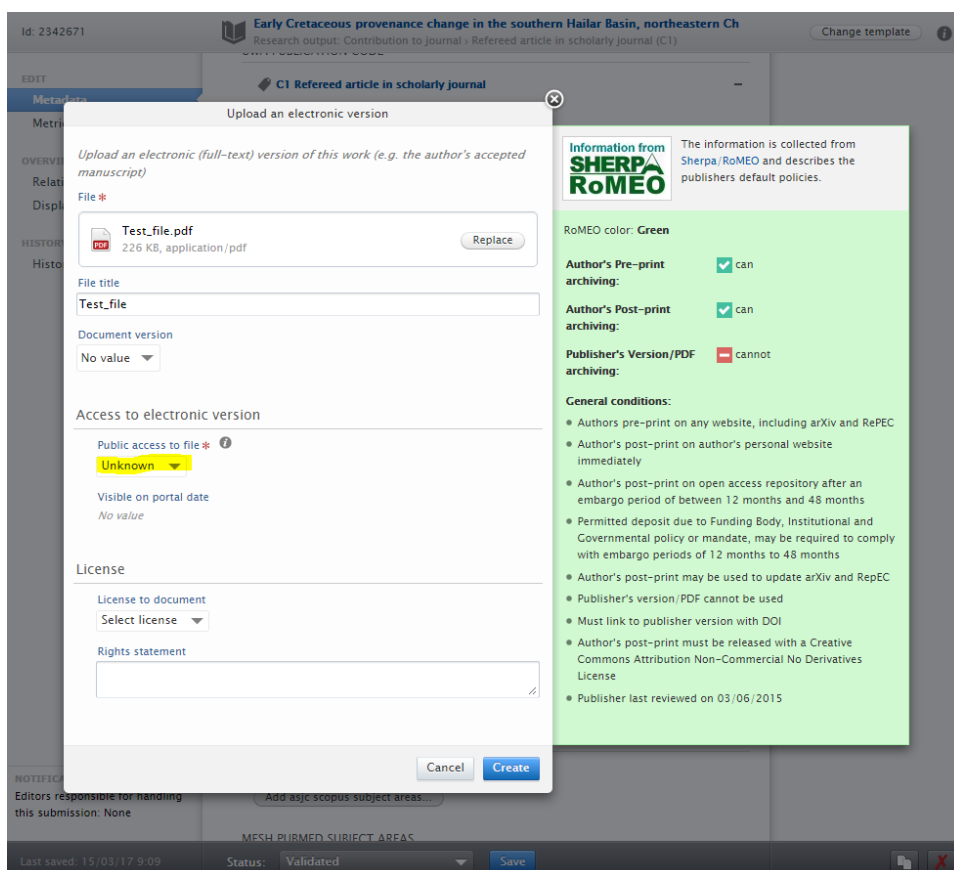 Id: 2342671
Early Cretaceous provenance change in the southern Hailar Basin, northeastern Ch
Research output: Contribution to journal › Refereed article in scholarly journal (C1)
Change template
EDIT
C1 Refereed article in scholarly journal
Metadata
Metri
OVERVI
Relati
Displ
HISTOR
Histo
Upload an electronic version
Upload an electronic (full-text) version of this work (e.g. the author's accepted
manuscript)
File *
Test_file.pdf
226 KB, application/pdf
PDF
Replace
File title
Test_file
Document version
No value
Access to electronic version
Public access to file *
Unknown
Visible on portal date
No value
License
License to document
Select license
Rights statement
Cancel
Create
Information from
SHERPA
RoMEO
The information is collected from
Sherpa/RoMEO and describes the
publishers default policies.
RoMEO color: Green
Author's Pre-print
archiving:
can
Author's Post-print
archiving:
can
Publisher's Version/PDF
archiving:
cannot
General conditions:
Authors pre-print on any website, including arXiv and RePEC
Author's post-print on author's personal website
immediately
Author's post-print on open access repository after an
embargo period of between 12 months and 48 months
Permitted deposit due to Funding Body, Institutional and
Governmental policy or mandate, may be required to comply
with embargo periods of 12 months to 48 months
Author's post-print may be used to update arXiv and RepEC
Publisher's version/PDF cannot be used
Must link to publisher version with DOI
Author's post-print must be released with a Creative
Commons Attribution Non-Commercial No Derivatives
License
Publisher last reviewed on 03/06/2015
NOTIFICA
Editors responsible for handling
this submission: None
Add asjc scopus subject areas...
MESH PUBMED SUBJECT AREAS
Last saved: 15/03/17 9:09
Status:
Validated
Save